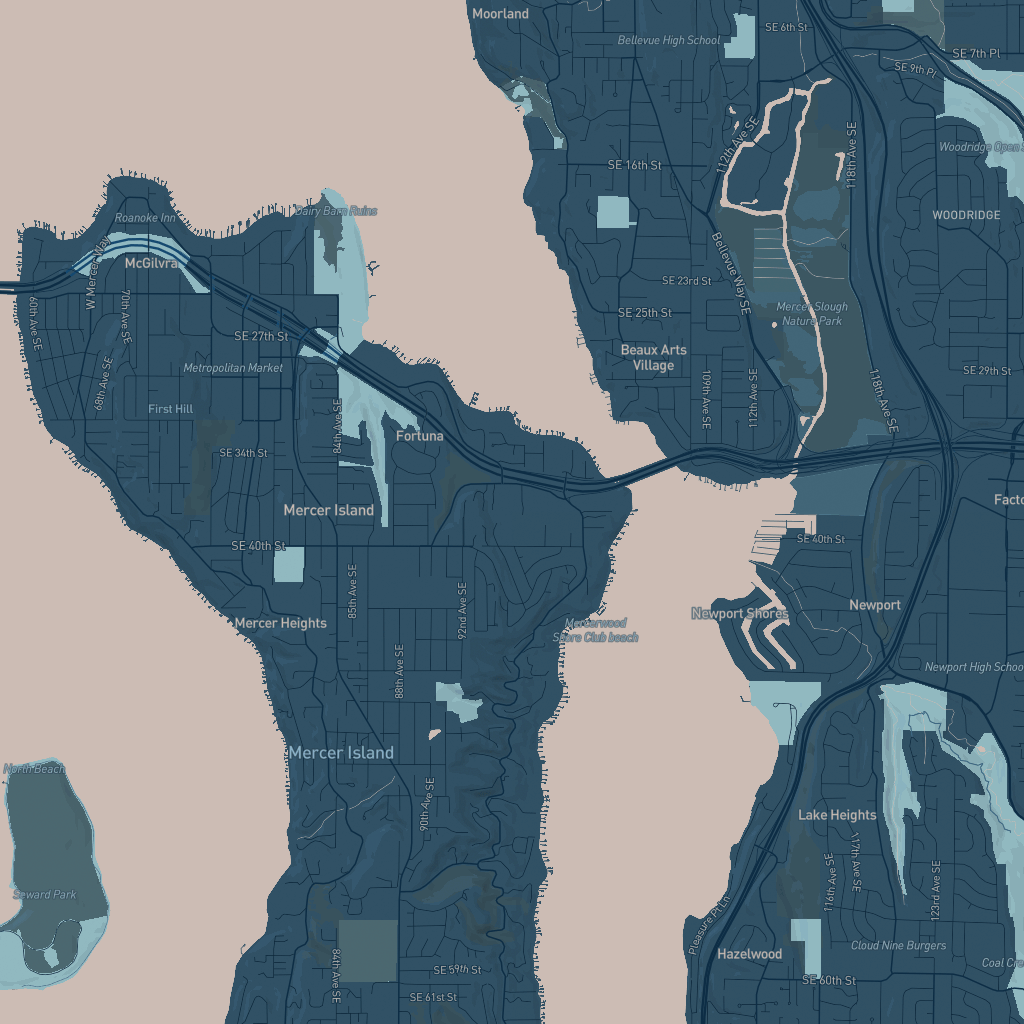 Moorland
SE 6th St
Bellevue High School
SE 7th Pl
SE 9th Pl
112th Ave SE
118th Ave SE
Woodridge Open
SE 16th St
Dairy Barn Ruins
Roanoke Inn
WOODRIDGE
W Mercer Way
McGilvra
Bellevue Way SE
SE 23rd St
60th Ave SE
70th Ave SE
SE 25th St
Mercer Slough
Nature Park
SE 27th St
Beaux Arts
Village
Metropolitan Market
68th Ave SE
SE 29th St
109th Ave SE
112th Ave SE
118th Ave SE
First Hill
84th Ave SE
Fortuna
SE 34th St
Mercer Island
Facto
SE 40th St
SE 40th St
85th Ave SE
92nd Ave SE
Newport
Newport Shores
Mercer Heights
Mercerwood
Shore Club beach
88th Ave SE
Newport High School
Mercer Island
North Beach
90th Ave SE
Lake Heights
117th Ave SE
116th Ave SE
123rd Ave SE
Seward Park
Pleasure Pt Ln
Cloud Nine Burgers
Hazelwood
Coal Cre
84th Ave SE
SE 59th St
SE 60th St
SE 61st St